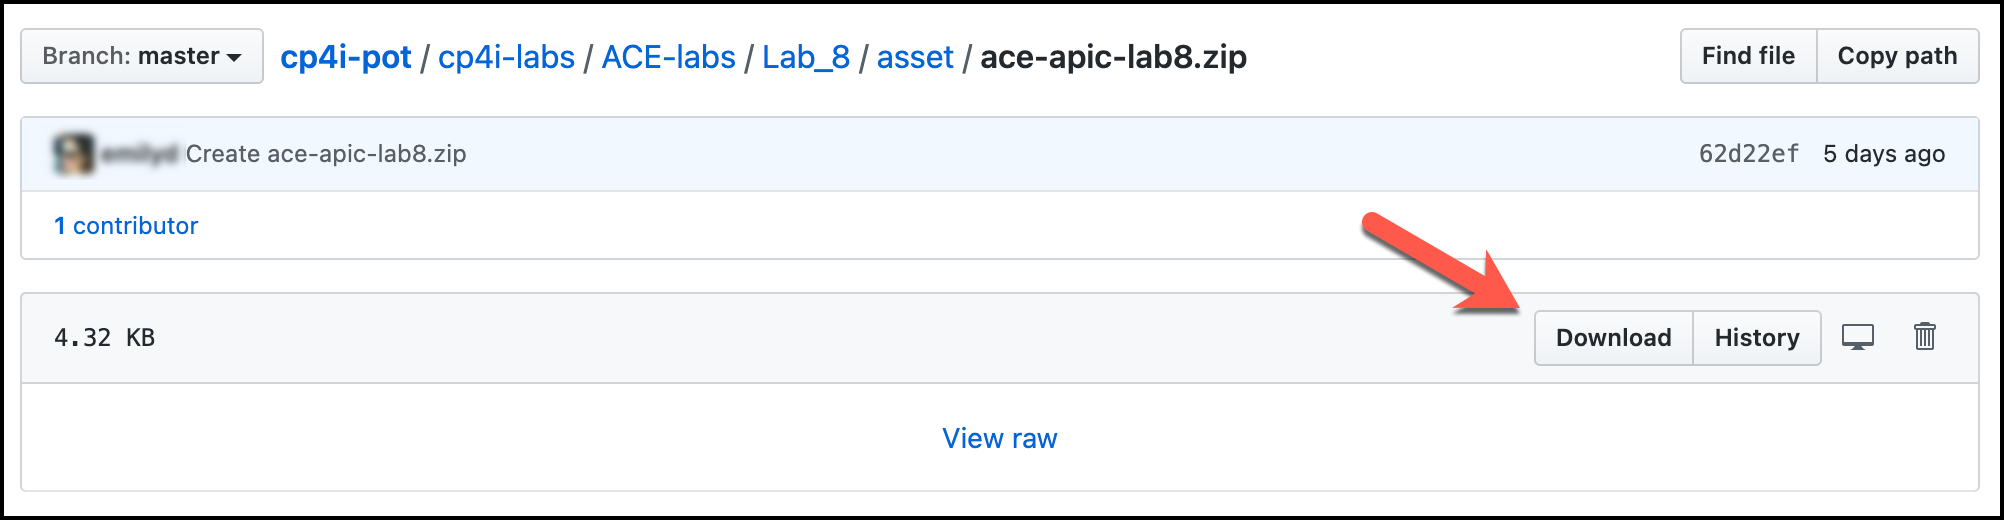 Branch: master cp4i-pot / cp4i-labs / ACE-labs / Lab_8 / asset / ace-apic-lab8.zip Find file Copy path
Create ace-apic-lab8.zip 62d22ef 5 days ago
1 contributor
4.32 KB Download History
View raw